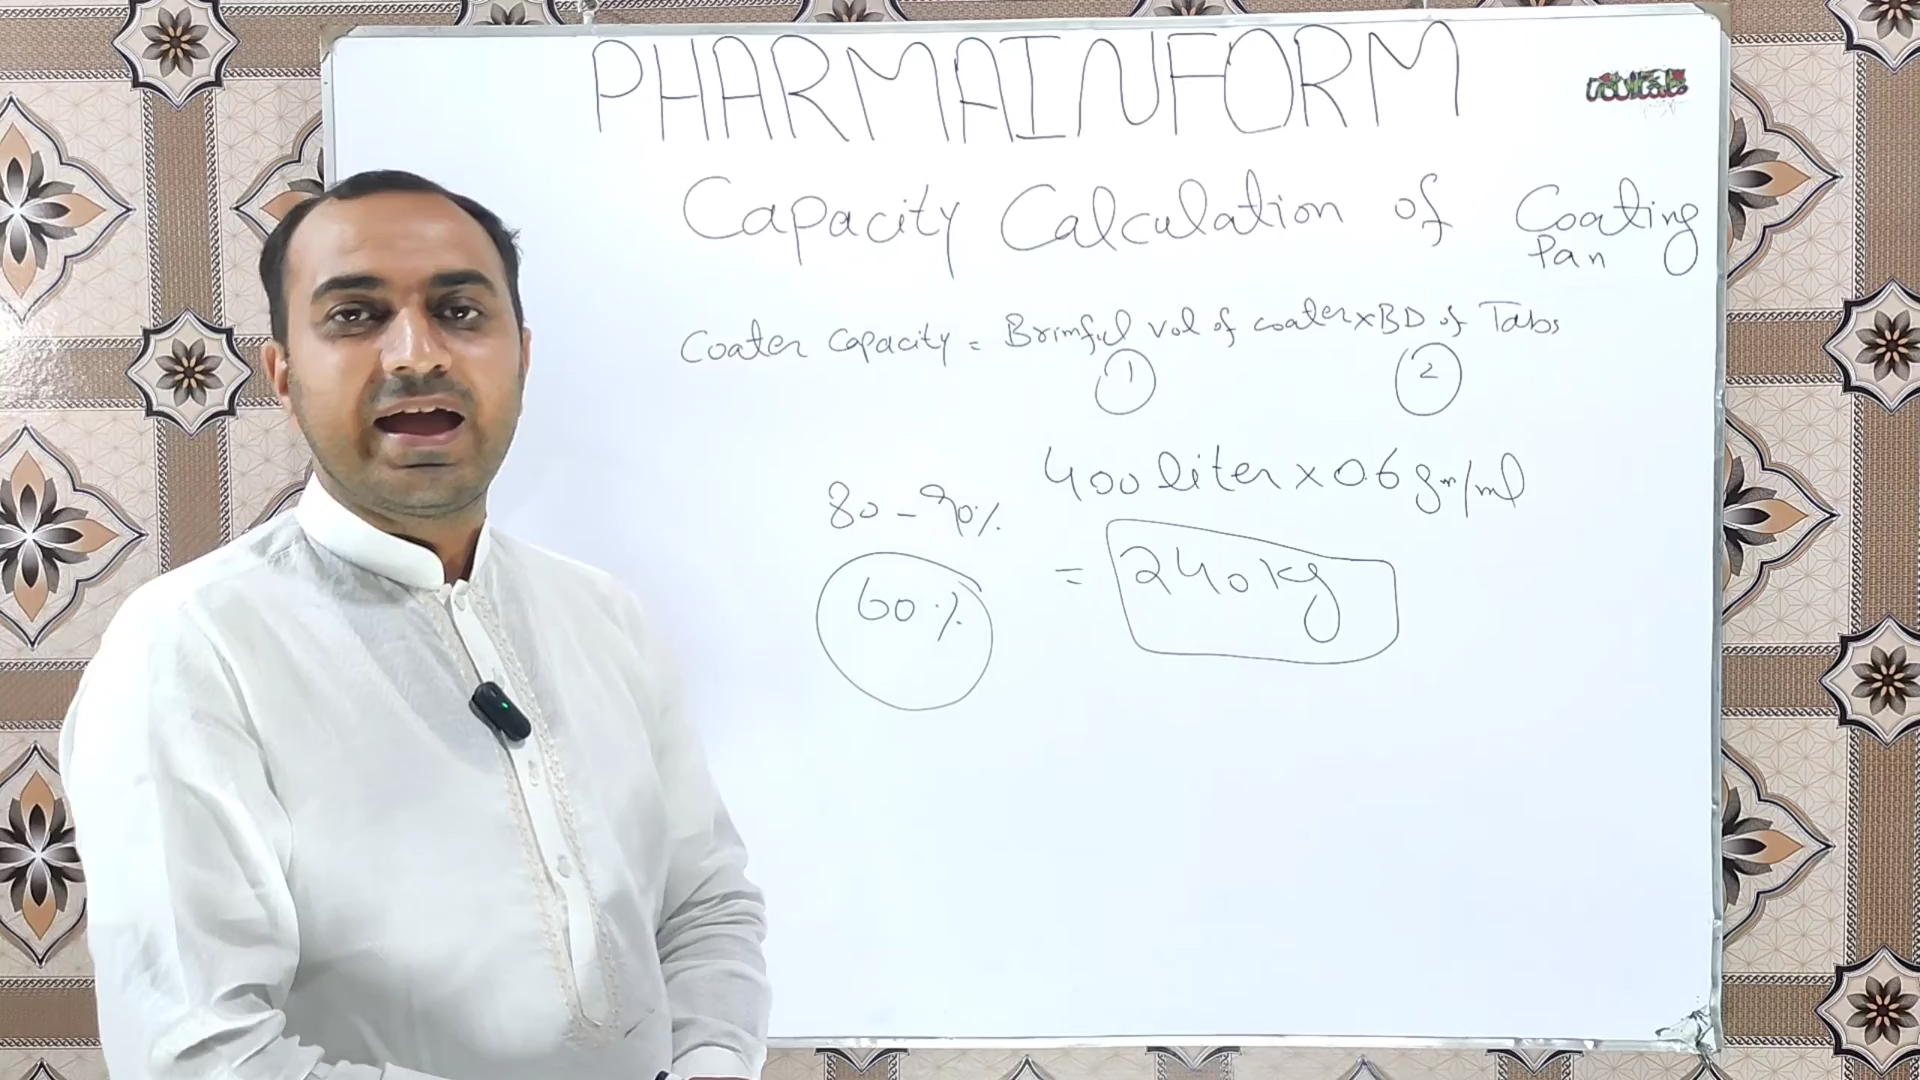 PHARMAINFORM
Capacity Calculation of Coating
Pan
Coater Capacity = Brimful Vol of coater x BD of Tabs
1 2
400 liter x 0.6 gm/ml
80 - 90%
= 240 kg
60%